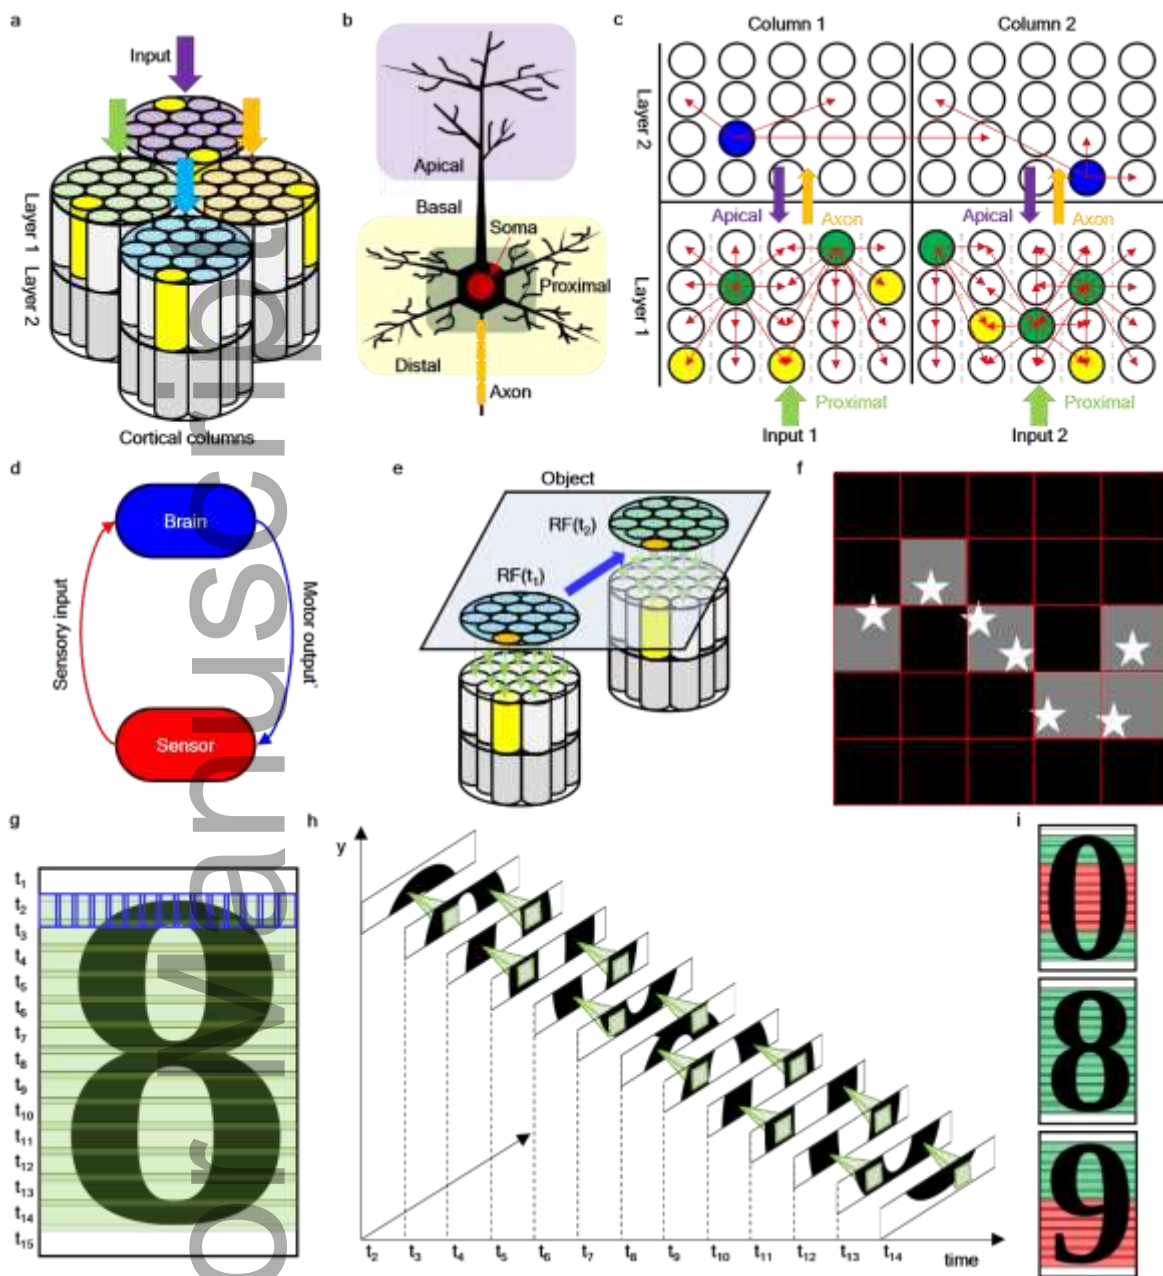 a
Input
Layer 1
Layer 2
Cortical columns
b
Apical
Basal
Soma
Proximal
Distal
Axon
c
Column 1
Column 2
Layer 2
Apical
Axon
Apical
Axon
Layer 1
Proximal
Proximal
Input 1
Input 2
d
Brain
Sensory input
Motor output
Sensor
e
Object
RF(t2)
RF(t1)
f
g
t1
t2
t3
t4
t5
t6
t7
t8
t9
t10
t11
t12
t13
t14
t15
8
h
y
t2 t3 t4 t5 t6 t7 t8 t9 t10 t11 t12 t13 t14
time
i
0
8
9
or Manuscript